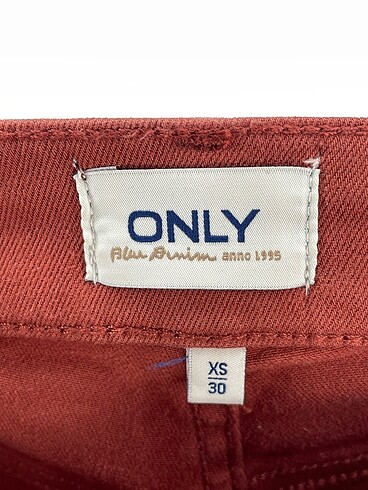 ONLY
Blue Denim anno 1995
XS
30